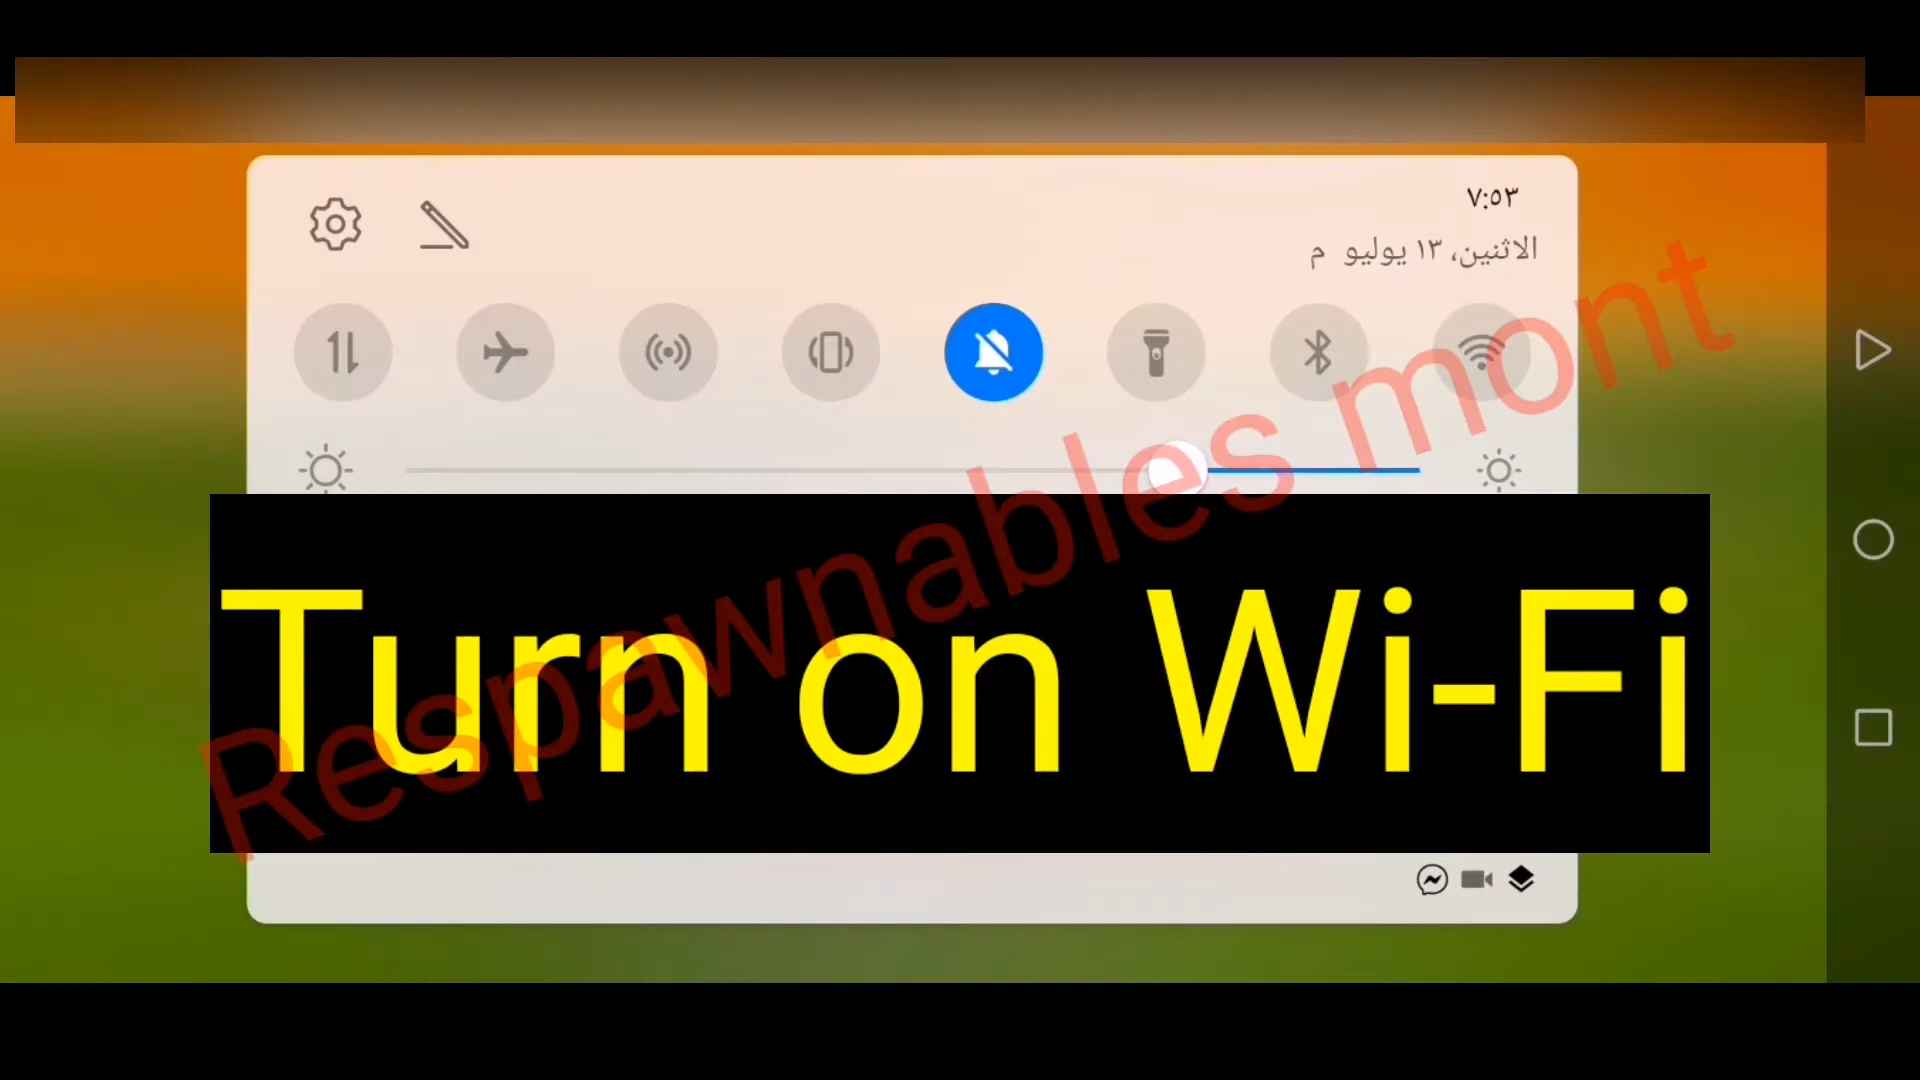 ٧:٥٣
الاثنين، ١٣ يوليو م
Turn on Wi-Fi
Respawnables mont